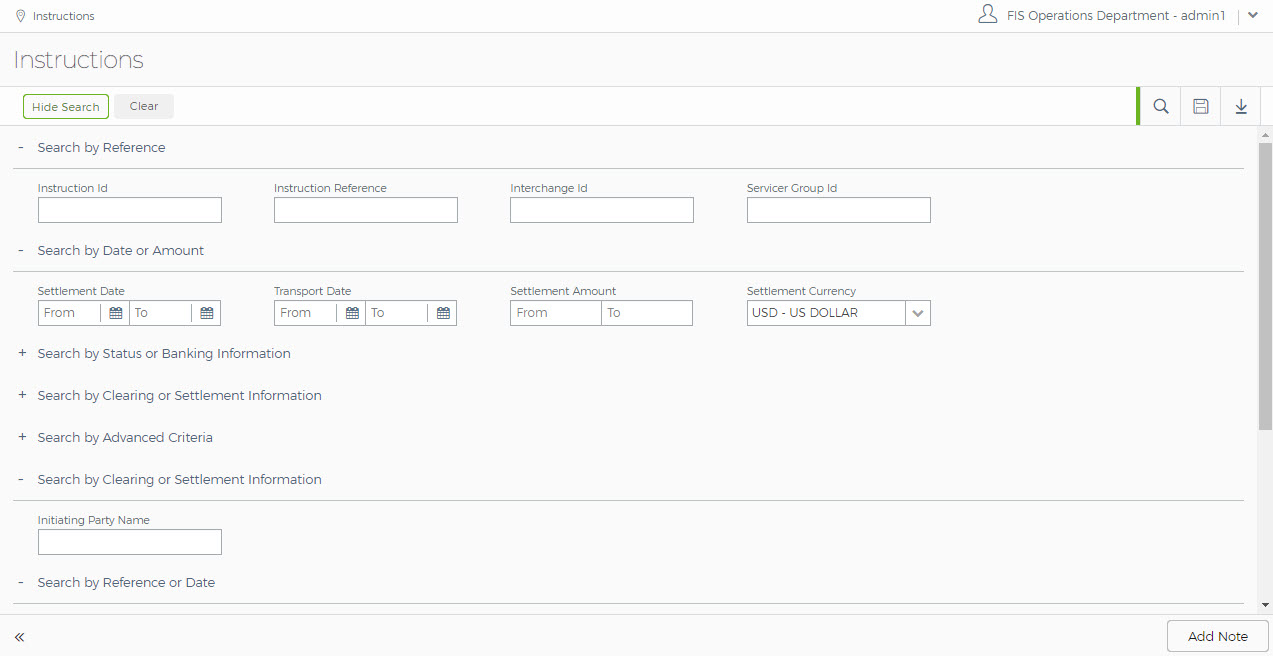 Instructions
FIS Operations Department - admin1
Instructions
Hide Search Clear
- Search by Reference
Instruction Id Instruction Reference Interchange Id Servicer Group Id
- Search by Date or Amount
Settlement Date Transport Date Settlement Amount Settlement Currency
From To From To From To USD - US DOLLAR
+ Search by Status or Banking Information
+ Search by Clearing or Settlement Information
+ Search by Advanced Criteria
- Search by Clearing or Settlement Information
Initiating Party Name
- Search by Reference or Date
« Add Note